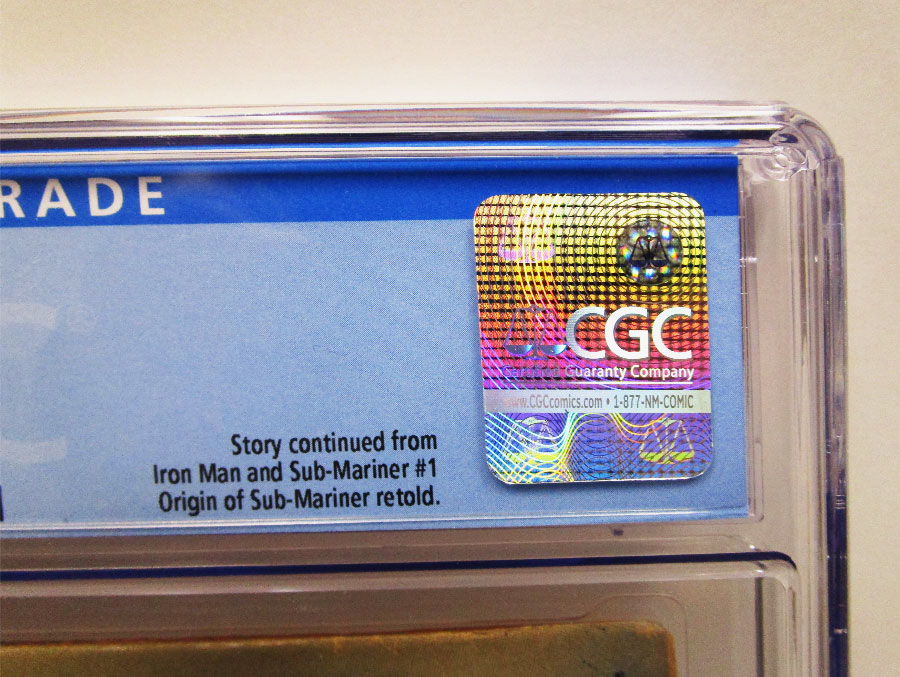 RADE
CGC
Guaranty Company
www.CGCcomics.com • 1-877-NM-COMIC
Story continued from
Iron Man and Sub-Mariner #1
Origin of Sub-Mariner retold.